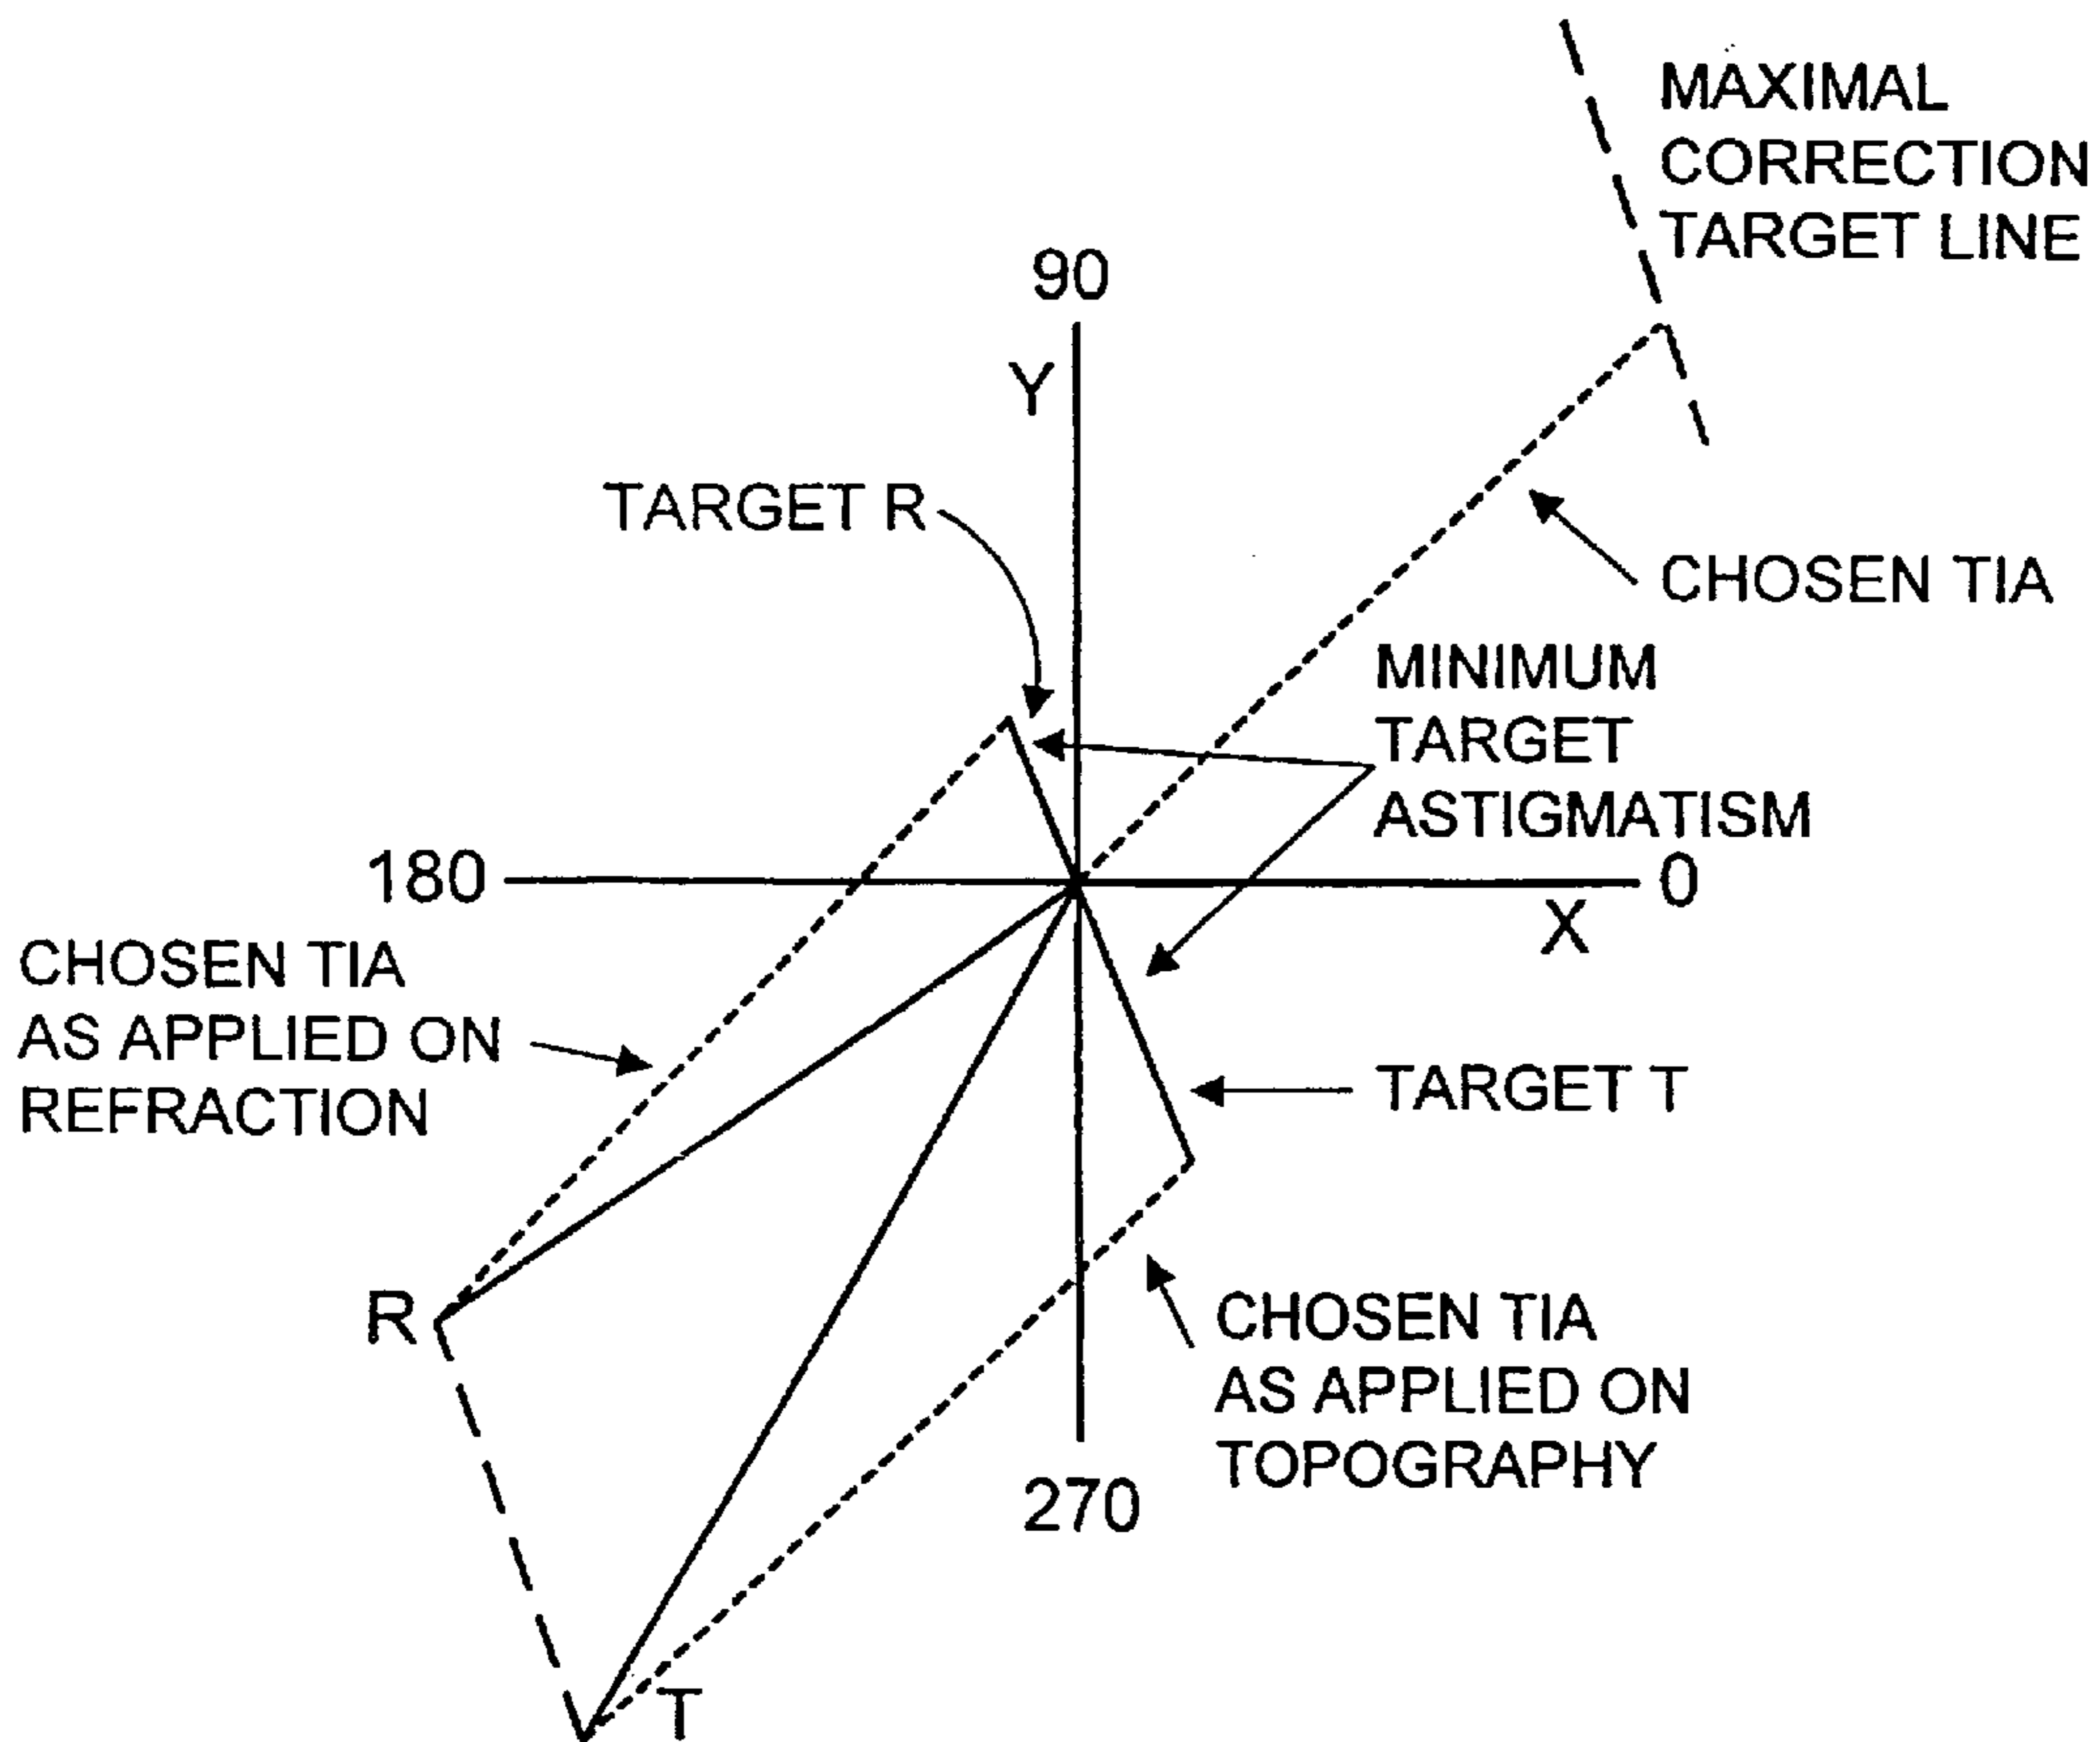 MAXIMAL
CORRECTION
TARGET LINE
90
Y
TARGET R
CHOSEN TIA
MINIMUM
TARGET
ASTIGMATISM
180
0
X
CHOSEN TIA
AS APPLIED ON
REFRACTION
TARGET T
R
CHOSEN TIA
AS APPLIED ON
TOPOGRAPHY
270
T